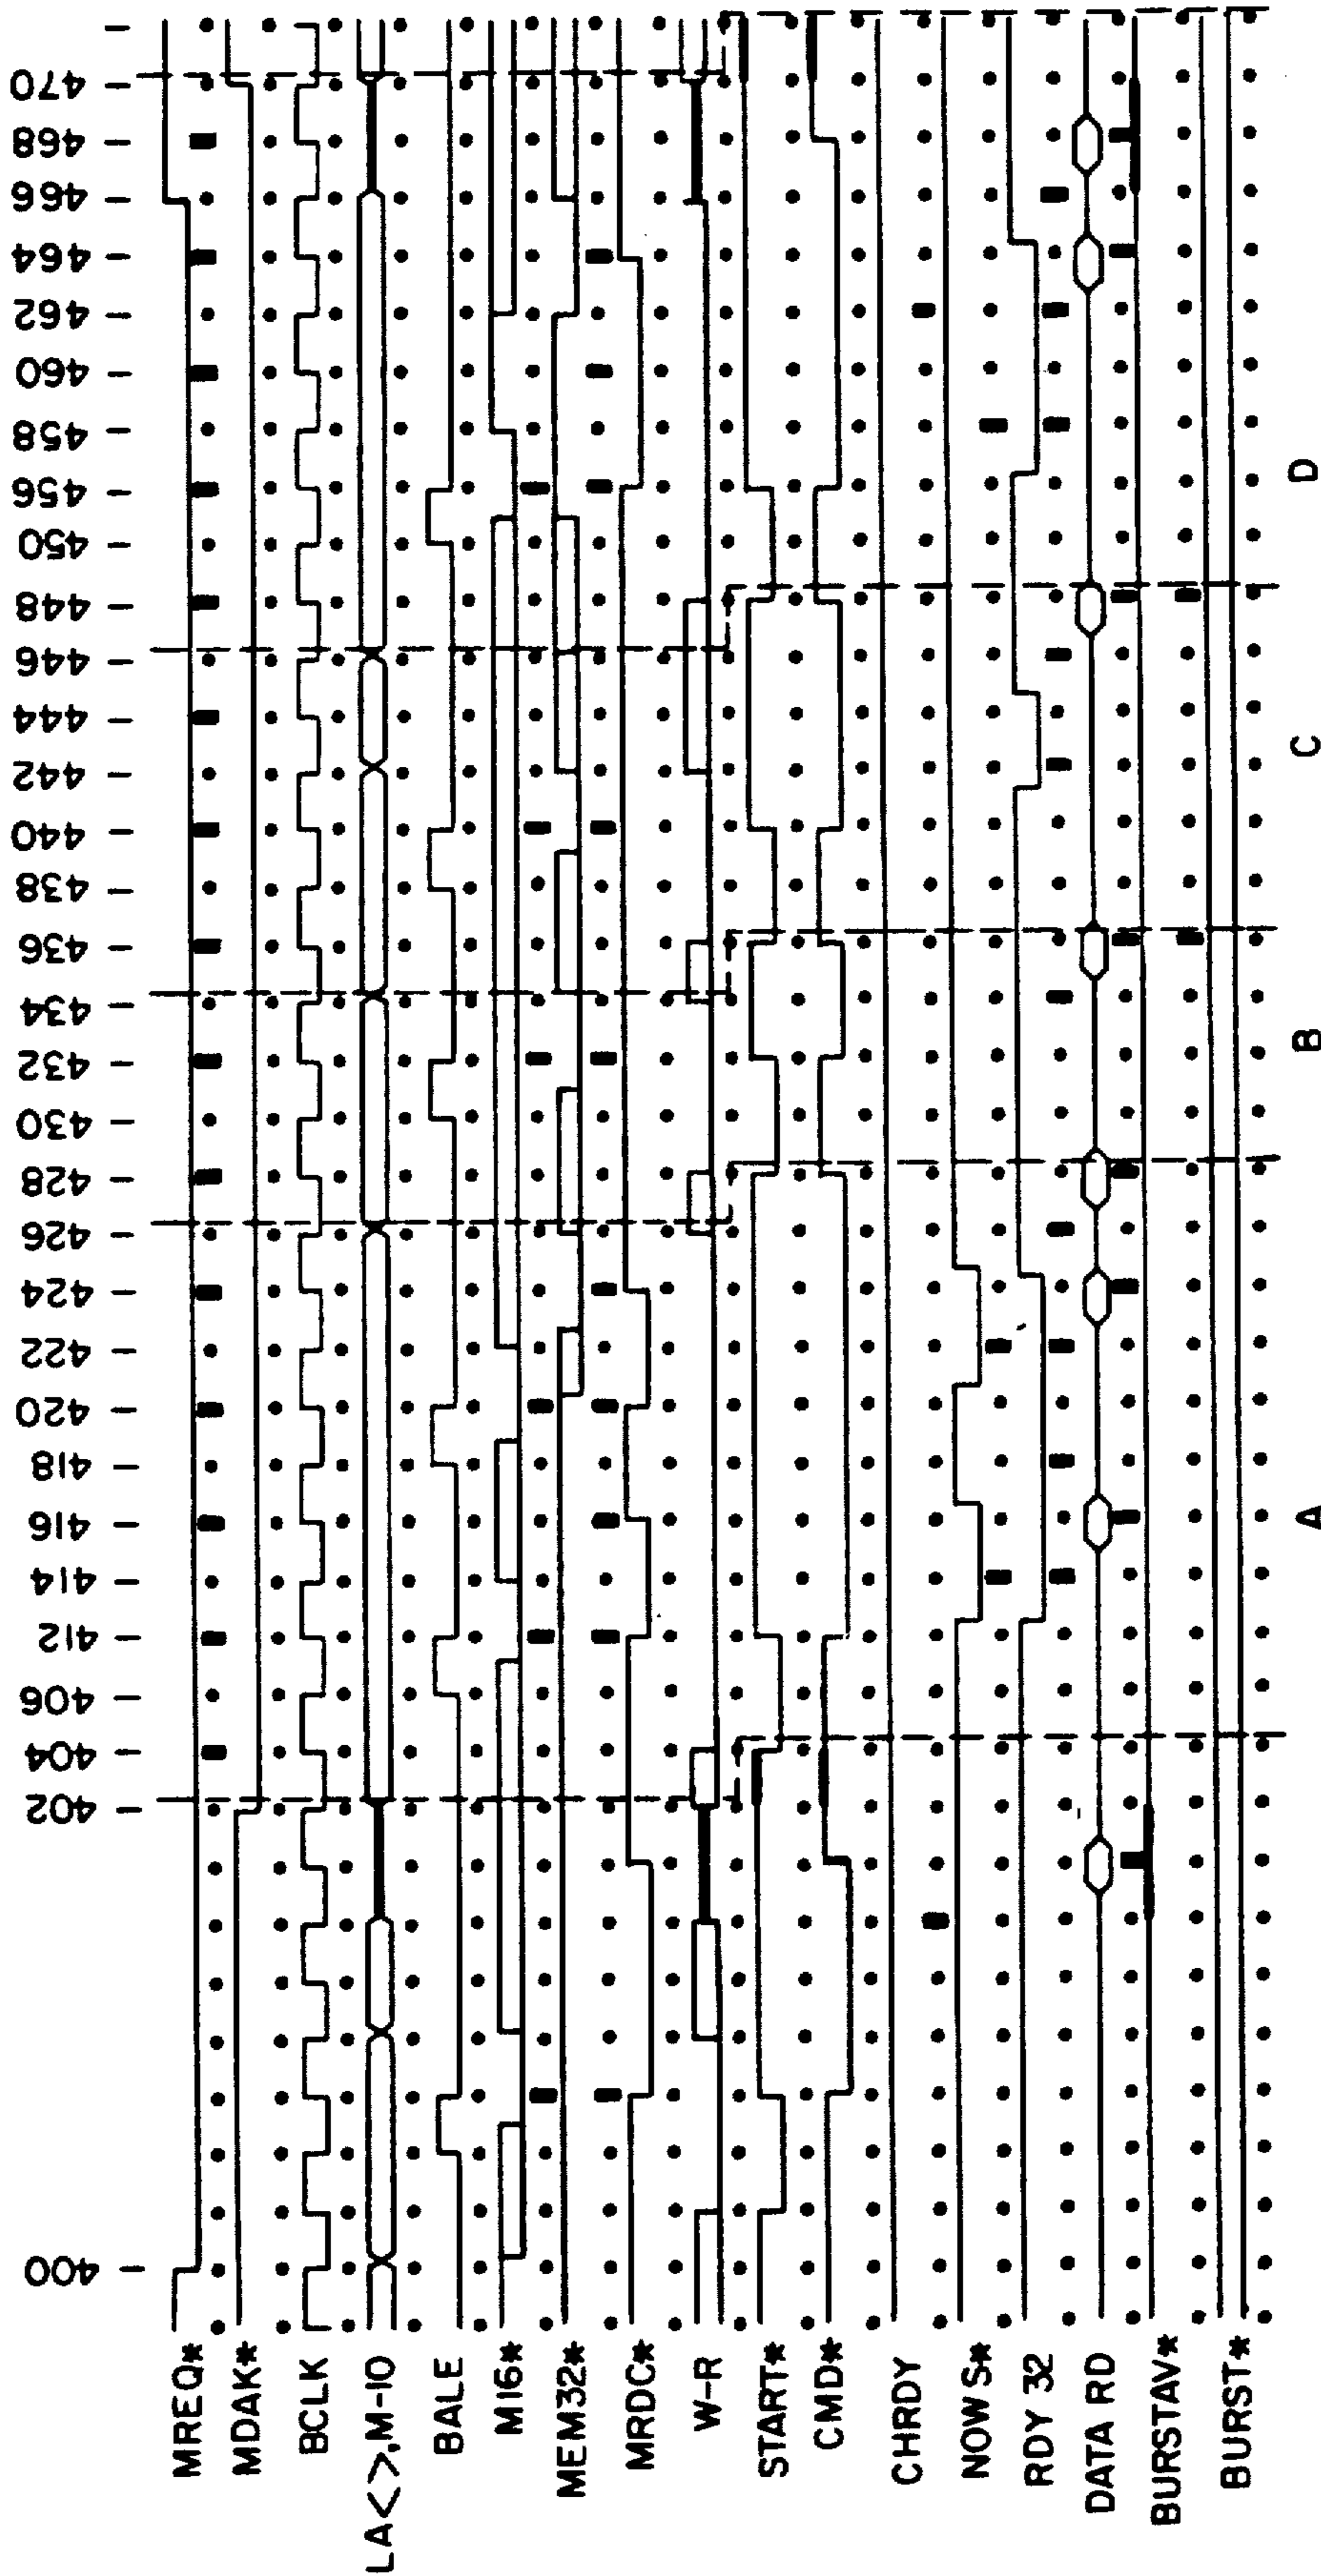 400 402 404 406 412 414 416 418 420 422 424 426 428 430 432 434 436 438 440 442 444 446 448 450 456 458 460 462 464 466 468 470
MREQ*
MDAK*
BCLK
LA<>,M-IO
BALE
M16*
MEM32*
MRDC*
W-R
START*
CMD*
CHRDY
NOWS*
RDY 32
DATA RD
BURSTAV*
BURST*
A B C D